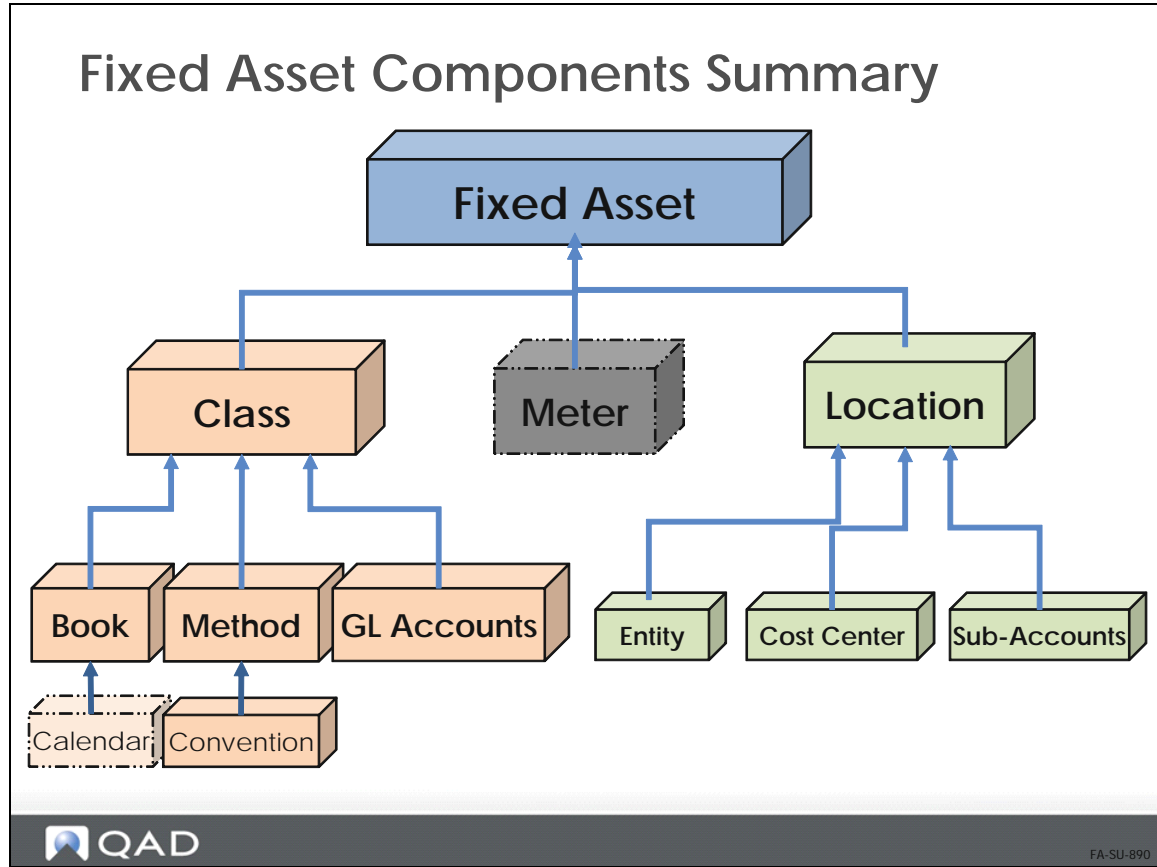 Fixed Asset Components Summary
Fixed Asset
Class
Meter
Location
Book
Method
GL Accounts
Entity
Cost Center
Sub-Accounts
Calendar
Convention
QAD
FA-SU-890